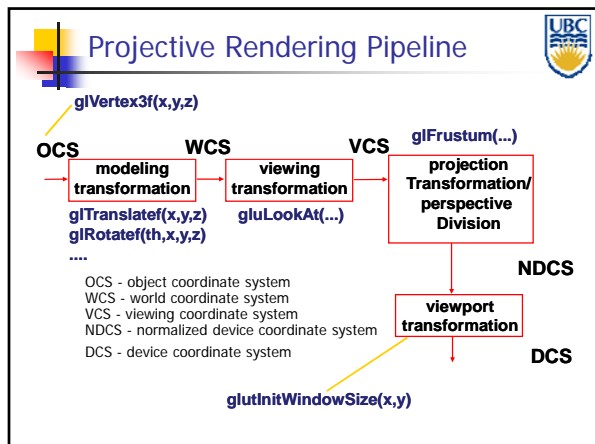 UBC
Projective Rendering Pipeline
glVertex3f(x,y,z)
OCS
modeling
transformation
glTranslatef(x,y,z)
glRotatef(th,x,y,z)
....
WCS
viewing
transformation
gluLookAt(...)
VCS
glFrustum(...)
projection
Transformation/
perspective
Division
NDCS
viewport
transformation
DCS
OCS - object coordinate system
WCS - world coordinate system
VCS - viewing coordinate system
NDCS - normalized device coordinate system
DCS - device coordinate system
glutInitWindowSize(x,y)